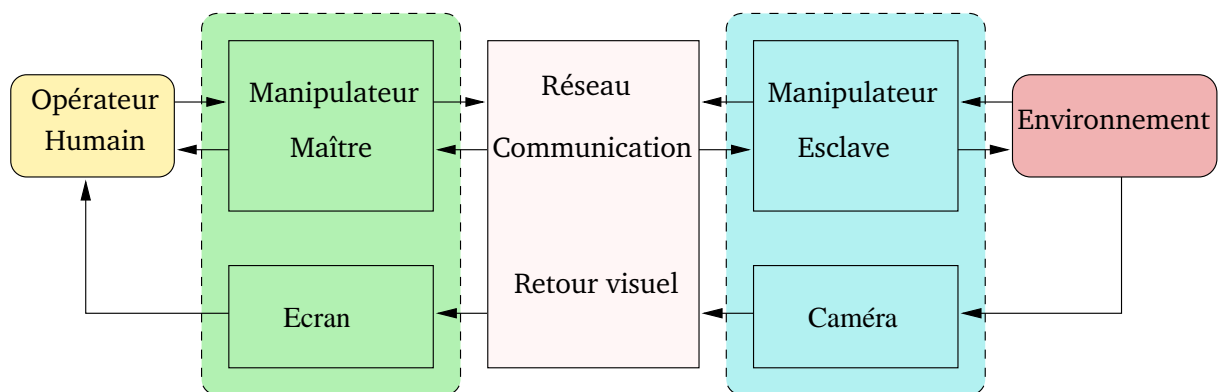 Opérateur
Humain
Manipulateur
Maître
Ecran
Réseau
Communication
Retour visuel
Manipulateur
Esclave
Caméra
Environnement